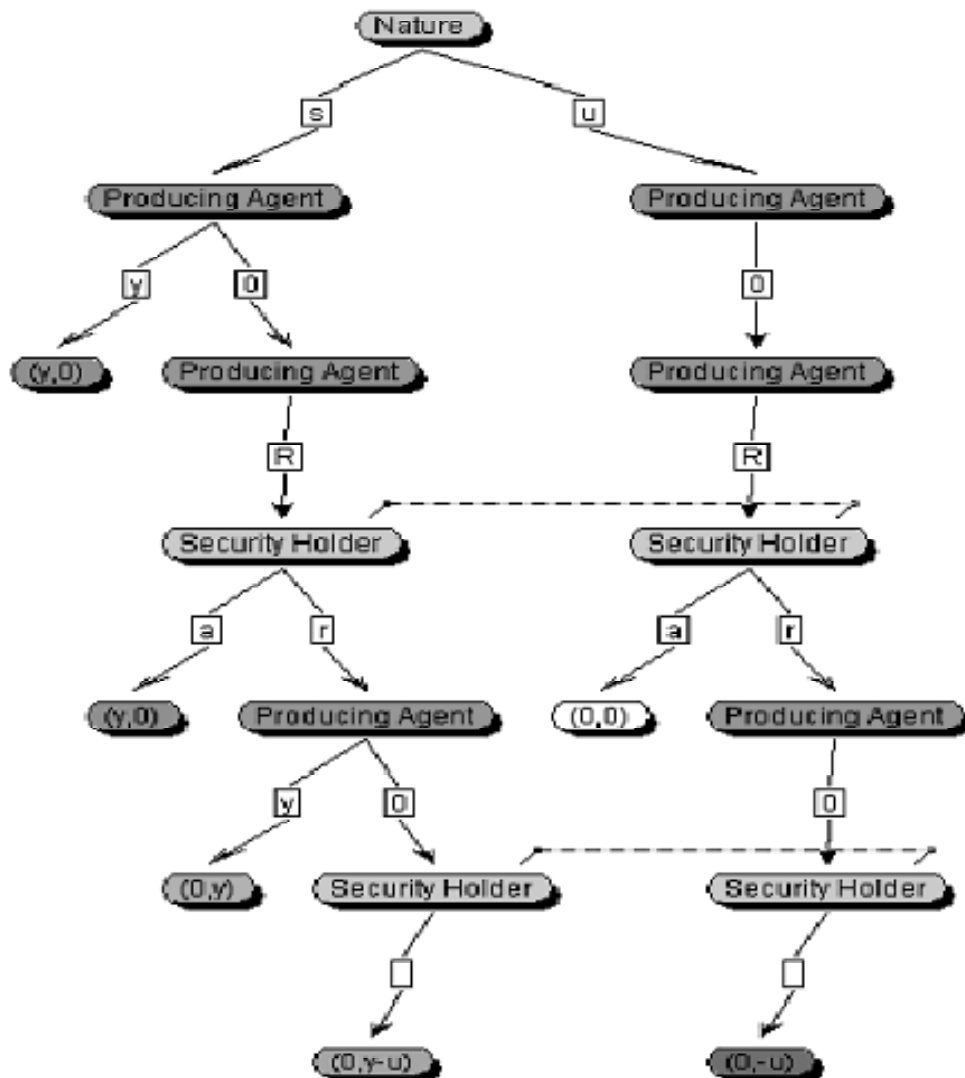 Nature
s u
Producing Agent Producing Agent
y 0 0
(y,0) Producing Agent Producing Agent
R R
Security Holder Security Holder
a r a r
(y,0) Producing Agent (0,0) Producing Agent
y 0 0
(0,y) Security Holder Security Holder
(0,y-u) (0,-u)